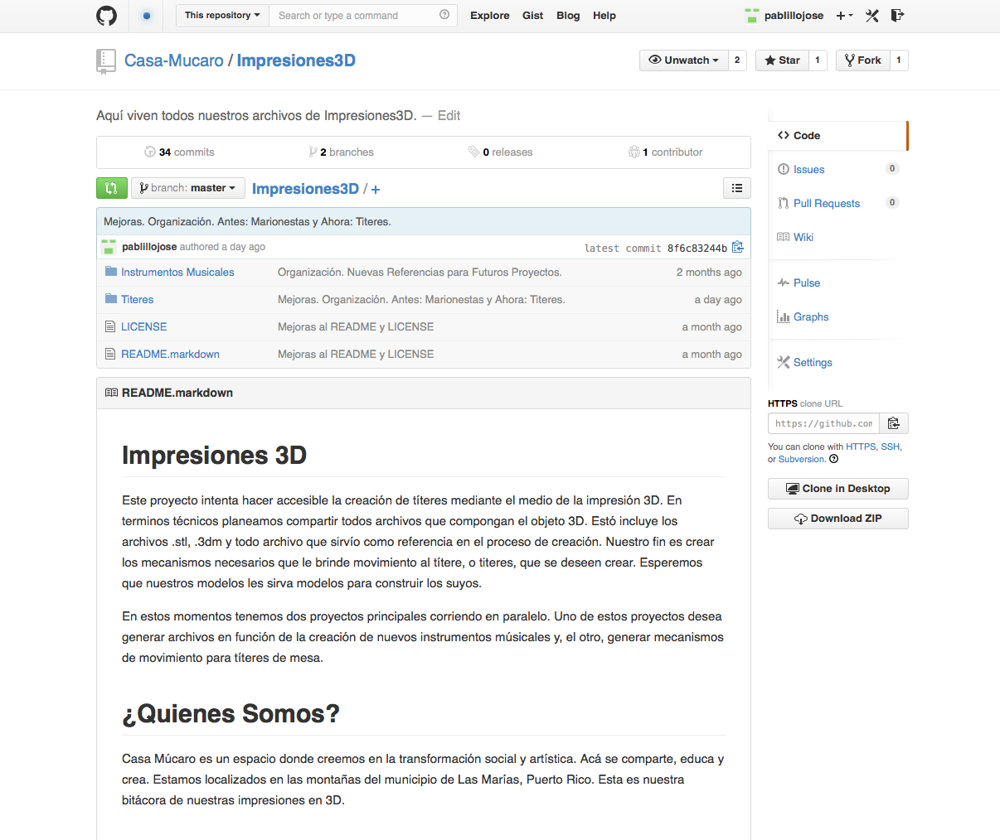 This repository Search or type a command Explore Gist Blog Help pablillojose
Casa-Mucaro / Impresiones3D Unwatch 2 Star 1 Fork 1
Aquí viven todos nuestros archivos de Impresiones3D. — Edit
34 commits 2 branches 0 releases 1 contributor
branch: master Impresiones3D / +
Mejoras. Organización. Antes: Marionestas y Ahora: Titeres.
pablillojose authored a day ago latest commit 8f6c83244b
Instrumentos Musicales Organización. Nuevas Referencias para Futuros Proyectos. 2 months ago
Titeres Mejoras. Organización. Antes: Marionestas y Ahora: Titeres. a day ago
LICENSE Mejoras al README y LICENSE a month ago
README.markdown Mejoras al README y LICENSE a month ago
README.markdown
Impresiones 3D
Este proyecto intenta hacer accesible la creación de títeres mediante el medio de la impresión 3D. En
terminos técnicos planeamos compartir todos archivos que compongan el objeto 3D. Estó incluye los
archivos .stl, .3dm y todo archivo que sirvío como referencia en el proceso de creación. Nuestro fin es crear
los mecanismos necesarios que le brinde movimiento al títere, o titeres, que se deseen crear. Esperemos
que nuestros modelos les sirva modelos para construir los suyos.
En estos momentos tenemos dos proyectos principales corriendo en paralelo. Uno de estos proyectos desea
generar archivos en función de la creación de nuevos instrumentos músicales y, el otro, generar mecanismos
de movimiento para títeres de mesa.
¿Quienes Somos?
Casa Múcaro es un espacio donde creemos en la transformación social y artística. Acá se comparte, educa y
crea. Estamos localizados en las montañas del municipio de Las Marías, Puerto Rico. Esta es nuestra
bitácora de nuestras impresiones en 3D.
Code
Issues 0
Pull Requests 0
Wiki
Pulse
Graphs
Settings
HTTPS clone URL
https://github.com
You can clone with HTTPS, SSH,
or Subversion.
Clone in Desktop
Download ZIP